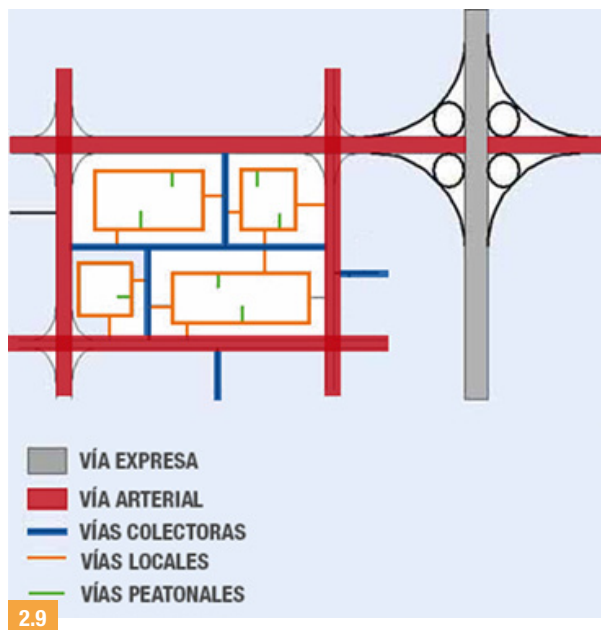 VÍA EXPRESA
VÍA ARTERIAL
VÍAS COLECTORAS
VÍAS LOCALES
VÍAS PEATONALES
2.9